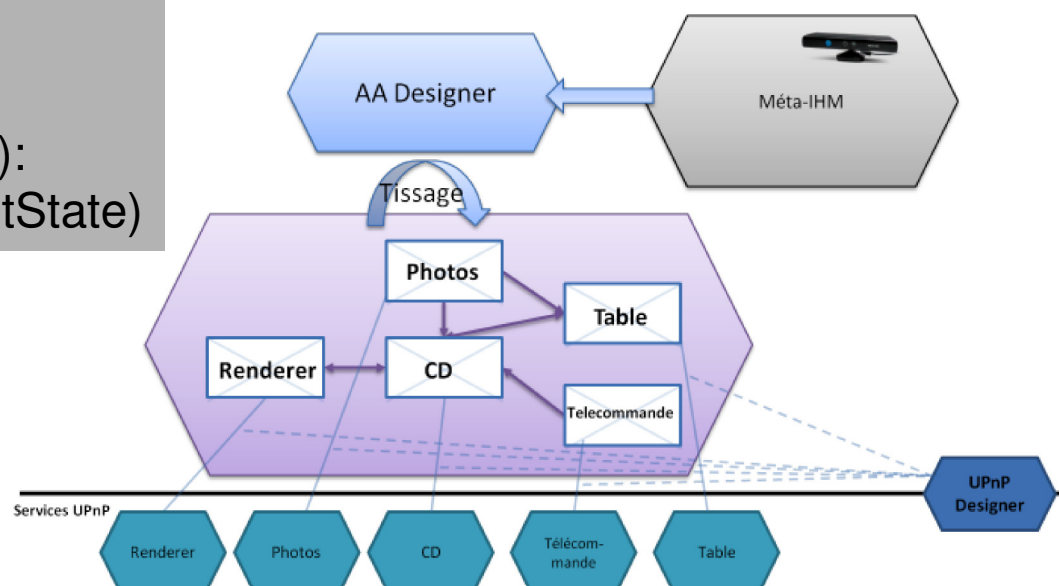 ):
tState)
AA Designer
Méta-IHM
Tissage
Photos
Table
Renderer
CD
Telecommande
UPnP
Designer
Services UPnP
Renderer
Photos
CD
Télécom-
mande
Table